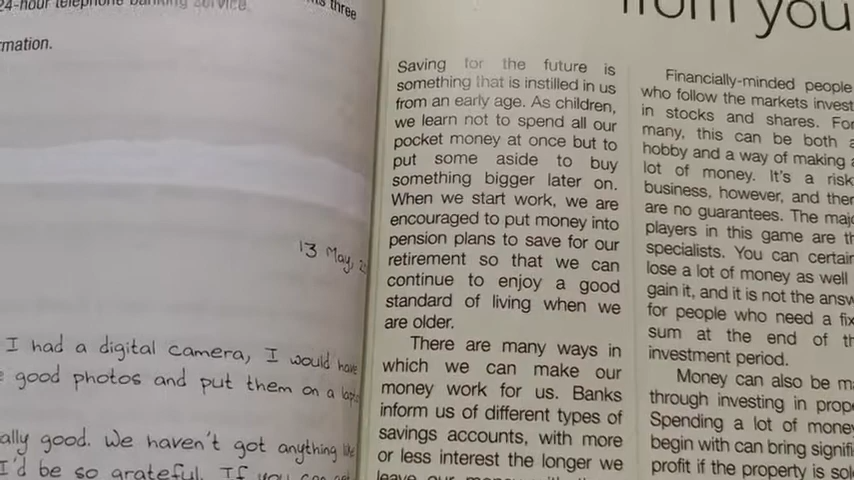 24-hour telephone banking service.
three
rmation.
13 May,
I had a digital camera, I would have
good photos and put them on a
ally good. We haven't got anything
I'd be so grateful. If you can get
from you
Saving for the future is
something that is instilled in us
from an early age. As children,
we learn not to spend all our
pocket money at once but to
put some aside to buy
something bigger later on.
When we start work, we are
encouraged to put money into
pension plans to save for our
retirement so that we can
continue to enjoy a good
standard of living when we
are older.
There are many ways in
which we can make our
money work for us. Banks
inform us of different types of
savings accounts, with more
or less interest the longer we
leave our money with
Financially-minded people
who follow the markets invest
in stocks and shares. For
many, this can be both a
hobby and a way of making a
lot of money. It's a risk
business, however, and ther
are no guarantees. The majo
players in this game are th
specialists. You can certain
lose a lot of money as well
gain it, and it is not the answ
for people who need a fix
sum at the end of th
investment period.
Money can also be ma
through investing in prope
Spending a lot of money
begin with can bring signifi
profit if the property is sol